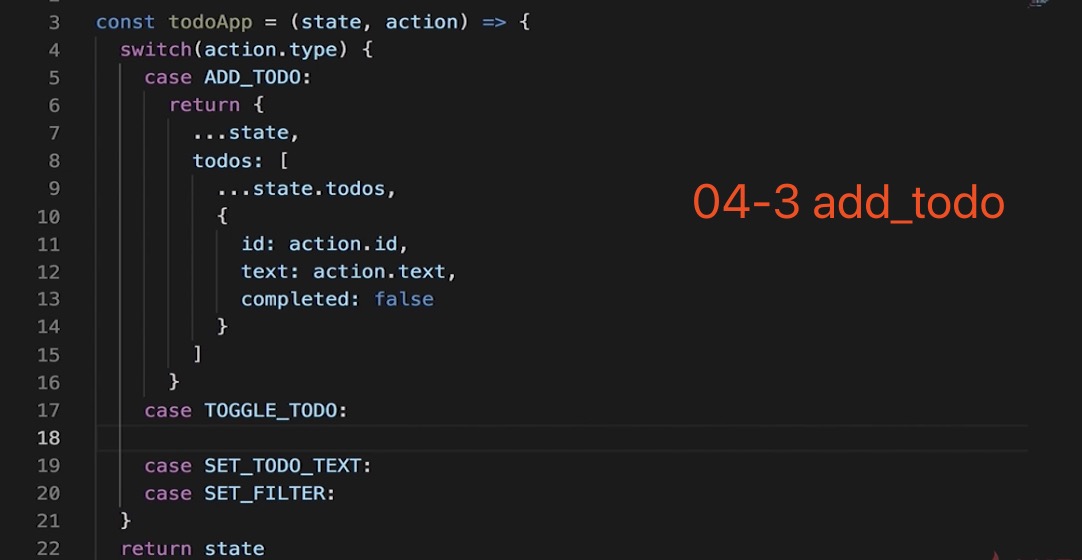 3 const todoApp = (state, action) => {
4 switch(action.type) {
5 case ADD_TODO:
6 return {
7 ...state,
8 todos: [
9 ...state.todos,
10 {
11 id: action.id,
12 text: action.text,
13 completed: false
14 }
15 ]
16 }
17 case TOGGLE_TODO:
18
19 case SET_TODO_TEXT:
20 case SET_FILTER:
21 }
22 return state
04-3 add_todo